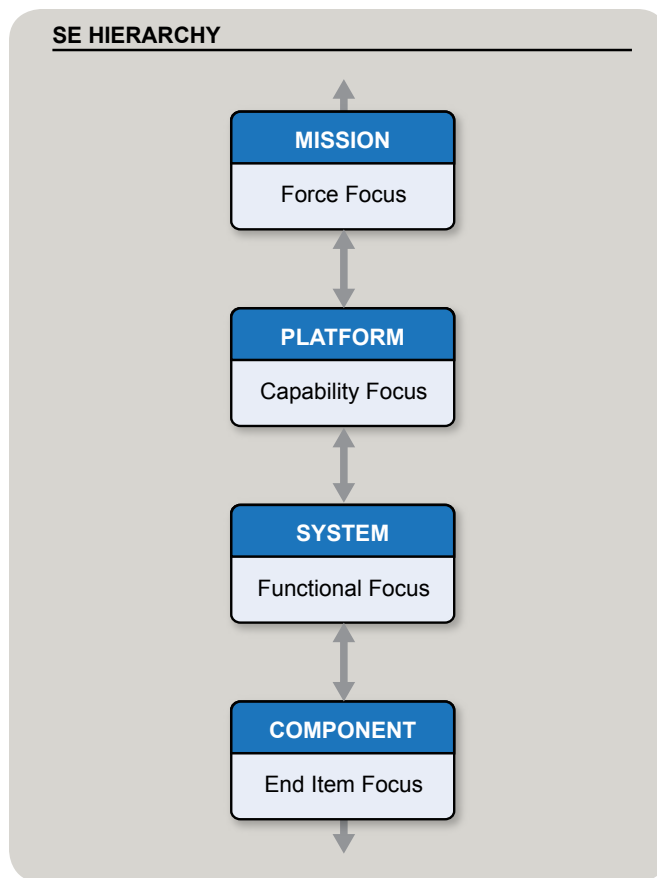 SE HIERARCHY
MISSION
Force Focus
PLATFORM
Capability Focus
SYSTEM
Functional Focus
COMPONENT
End Item Focus